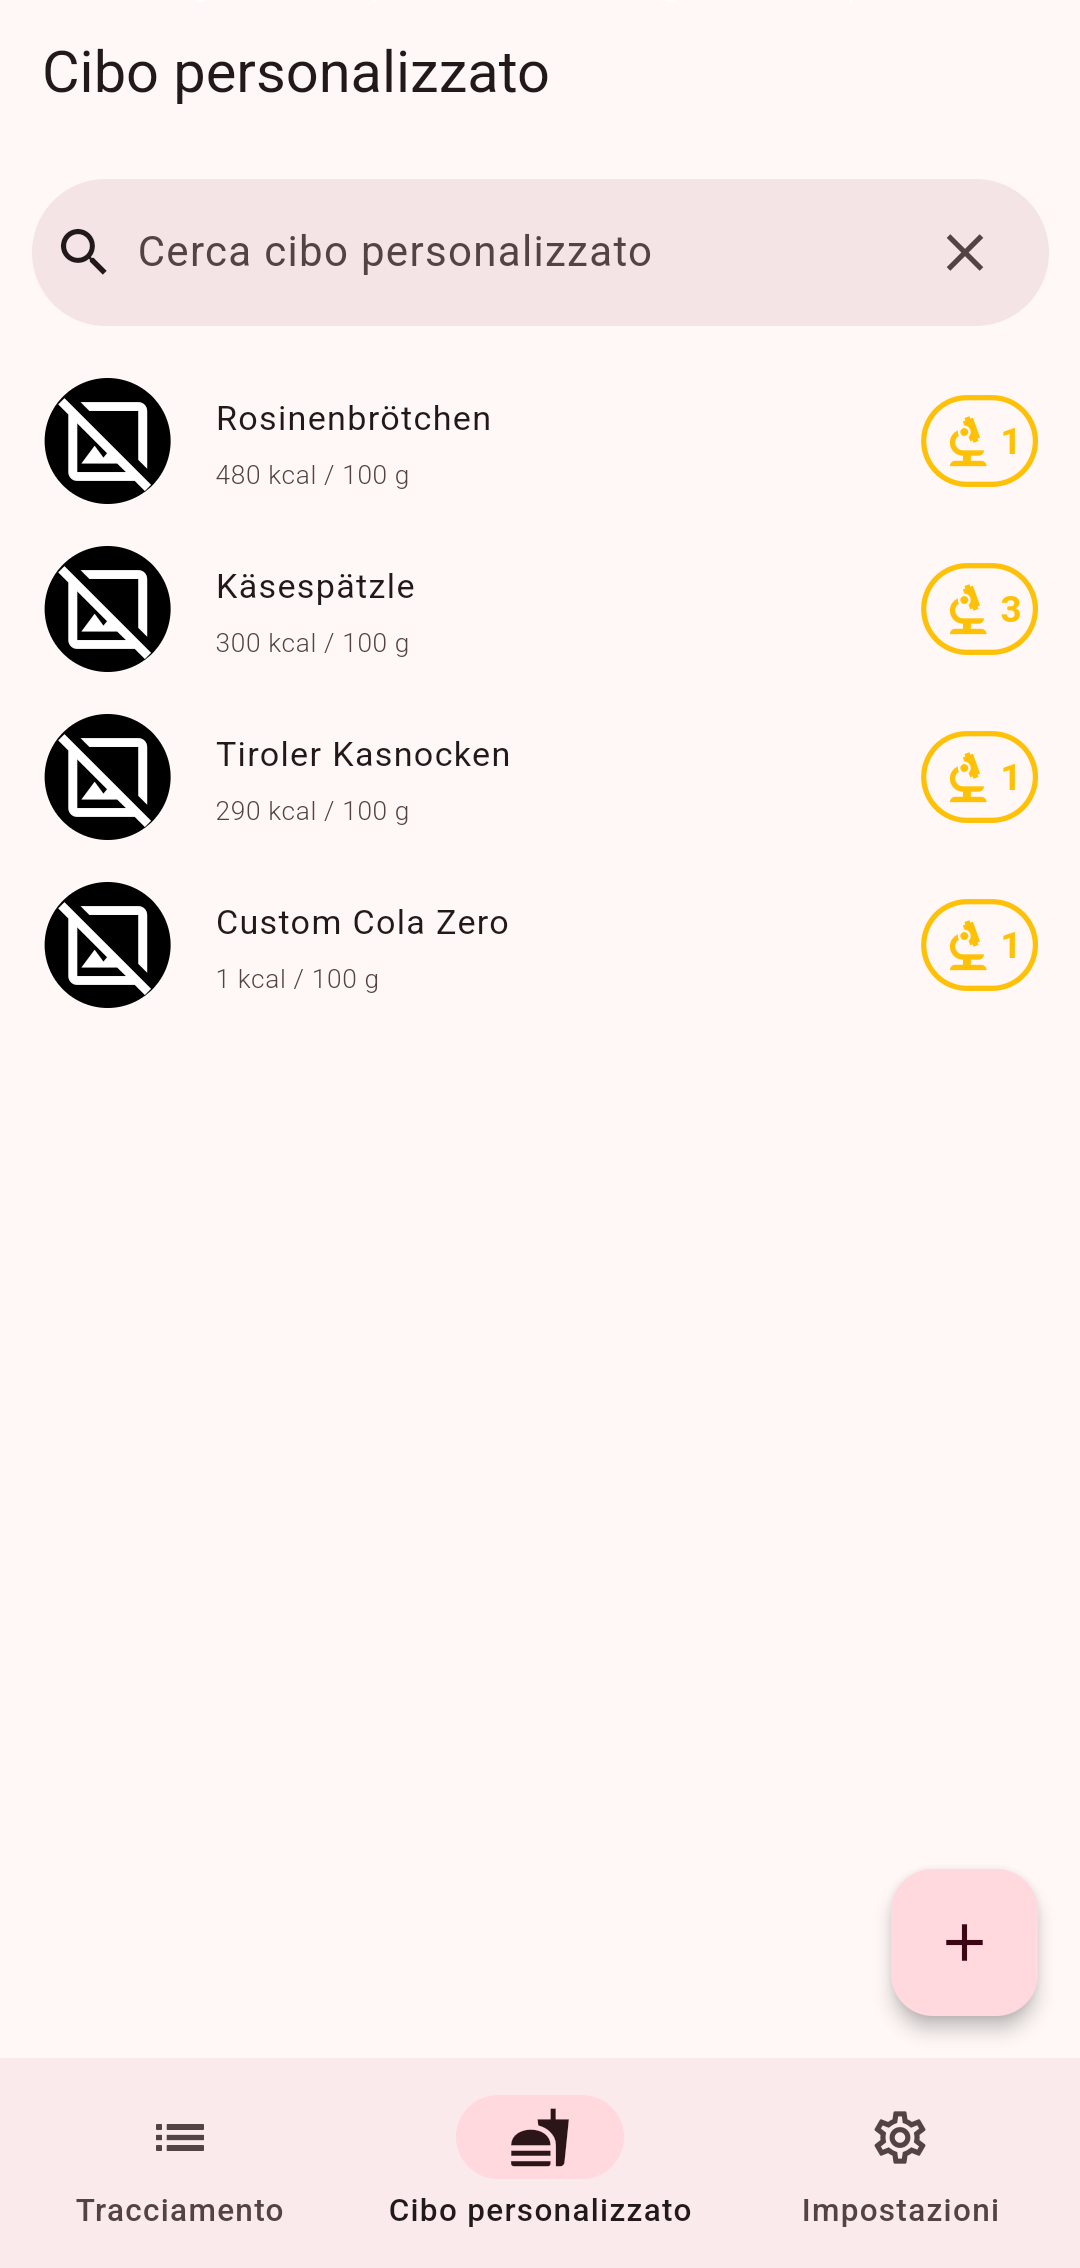 Cibo personalizzato
Cerca cibo personalizzato
Rosinenbrötchen
480 kcal / 100 g
1
Käsespätzle
300 kcal / 100 g
3
Tiroler Kasnocken
290 kcal / 100 g
1
Custom Cola Zero
1 kcal / 100 g
1
Tracciamento
Cibo personalizzato
Impostazioni